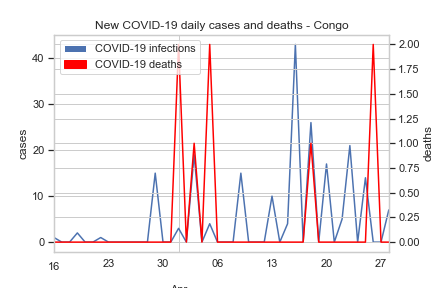 New COVID-19 daily cases and deaths - Congo
COVID-19 infections
COVID-19 deaths
cases
40
30
20
10
0
deaths
2.00
1.75
1.50
1.25
1.00
0.75
0.50
0.25
0.00
16 23 30 06 13 20 27